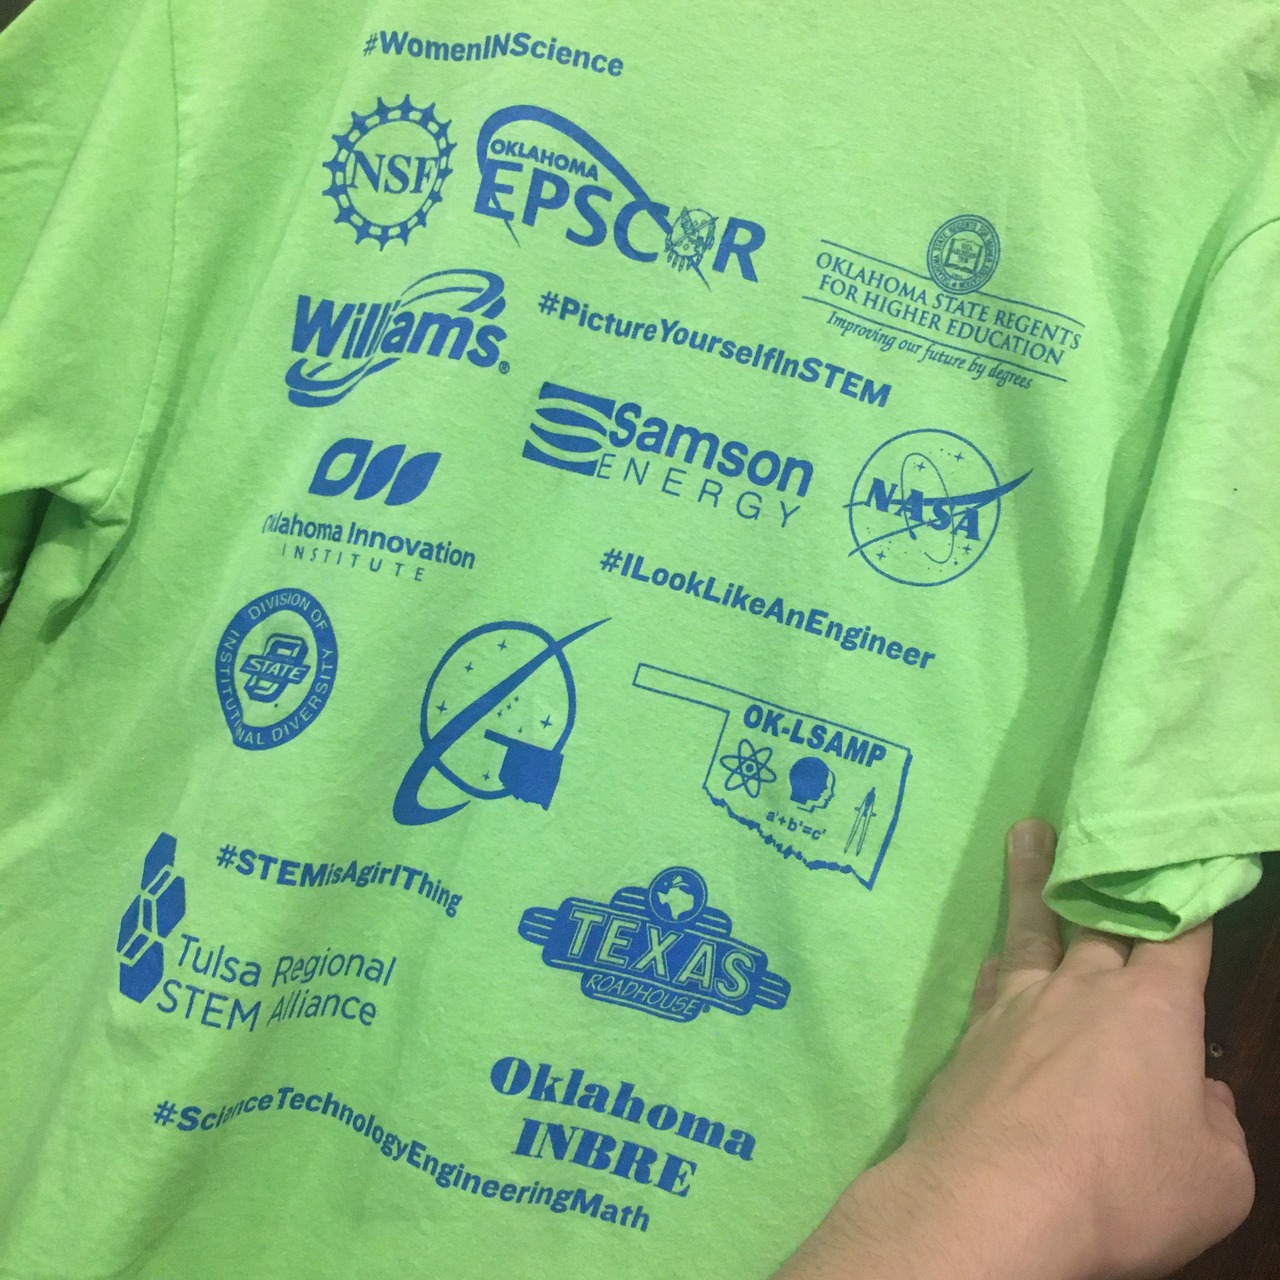 #WomenINScience
NSF
OKLAHOMA
EPSCoR
OKLAHOMA STATE REGENTS
FOR HIGHER EDUCATION
Improving our future by degrees
Williams®
#PictureYourselfInSTEM
Samson
ENERGY
NASA
Oklahoma Innovation
INSTITUTE
#ILookLikeAnEngineer
DIVISION OF
INSTITUTIONAL DIVERSITY
STATE
OK-LSAMP
a²+b²=c²
#STEMisAgirlThing
Tulsa Regional
STEM Alliance
TEXAS
ROADHOUSE®
Oklahoma
INBRE
#ScienceTechnologyEngineeringMath